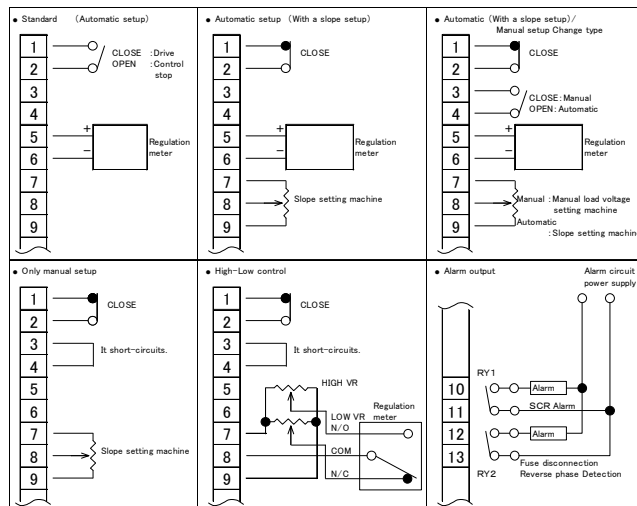 ● Standard (Automatic setup)
1
2
3
4
5
6
7
8
9
CLOSE :Drive
OPEN :Control
stop
+
−
Regulation
meter
● Automatic setup (With a slope setup)
1
2
3
4
5
6
7
8
9
CLOSE
+
−
Regulation
meter
Slope setting machine
● Automatic (With a slope setup)/
Manual setup Change type
1
2
3
4
5
6
7
8
9
CLOSE
CLOSE:Manual
OPEN:Automatic
+
−
Regulation
meter
Manual :Manual load voltage
setting machine
Automatic
:Slope setting machine
● Only manual setup
1
2
3
4
5
6
7
8
9
CLOSE
It short-circuits.
Slope setting machine
● High-Low control
1
2
3
4
5
6
7
8
9
CLOSE
It short-circuits.
HIGH VR
LOW VR
N/O
COM
N/C
Regulation
meter
● Alarm output
Alarm circuit
power supply
10
11
12
13
RY1
Alarm
SCR Alarm
Alarm
Fuse disconnection
Reverse phase Detection
RY2